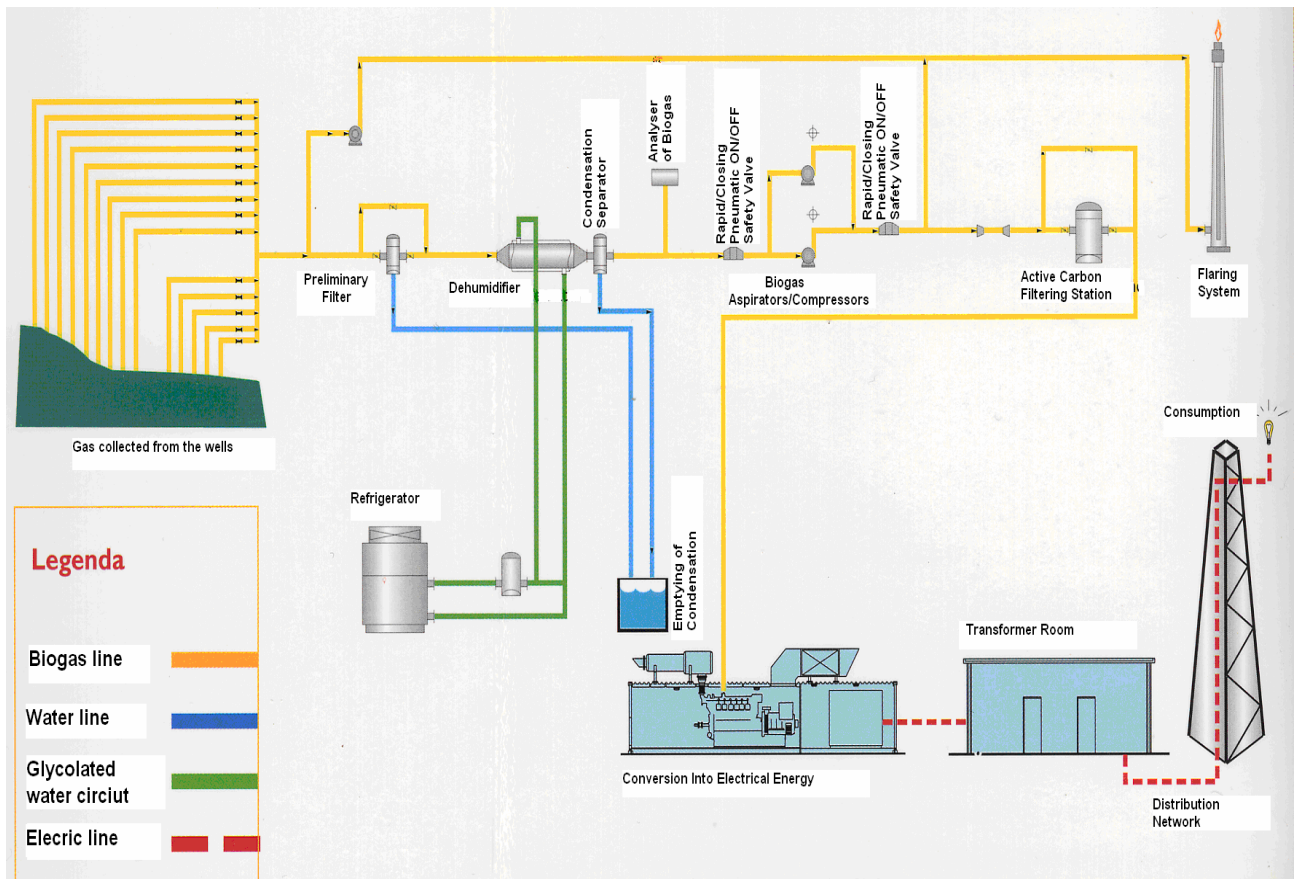 Analyser
of Biogas
Condensation
Separator
Rapid/Closing
Pneumatic ON/OFF
Safety Valve
Rapid/Closing
Pneumatic ON/OFF
Safety Valve
Preliminary
Filter
Dehumidifier
Biogas
Aspirators/Compressors
Active Carbon
Filtering Station
Flaring
System
Gas collected from the wells
Consumption
Refrigerator
Emptying of
Condensation
Transformer Room
Conversion Into Electrical Energy
Distribution
Network
Legenda
Biogas line
Water line
Glycolated
water circiut
Elecric line